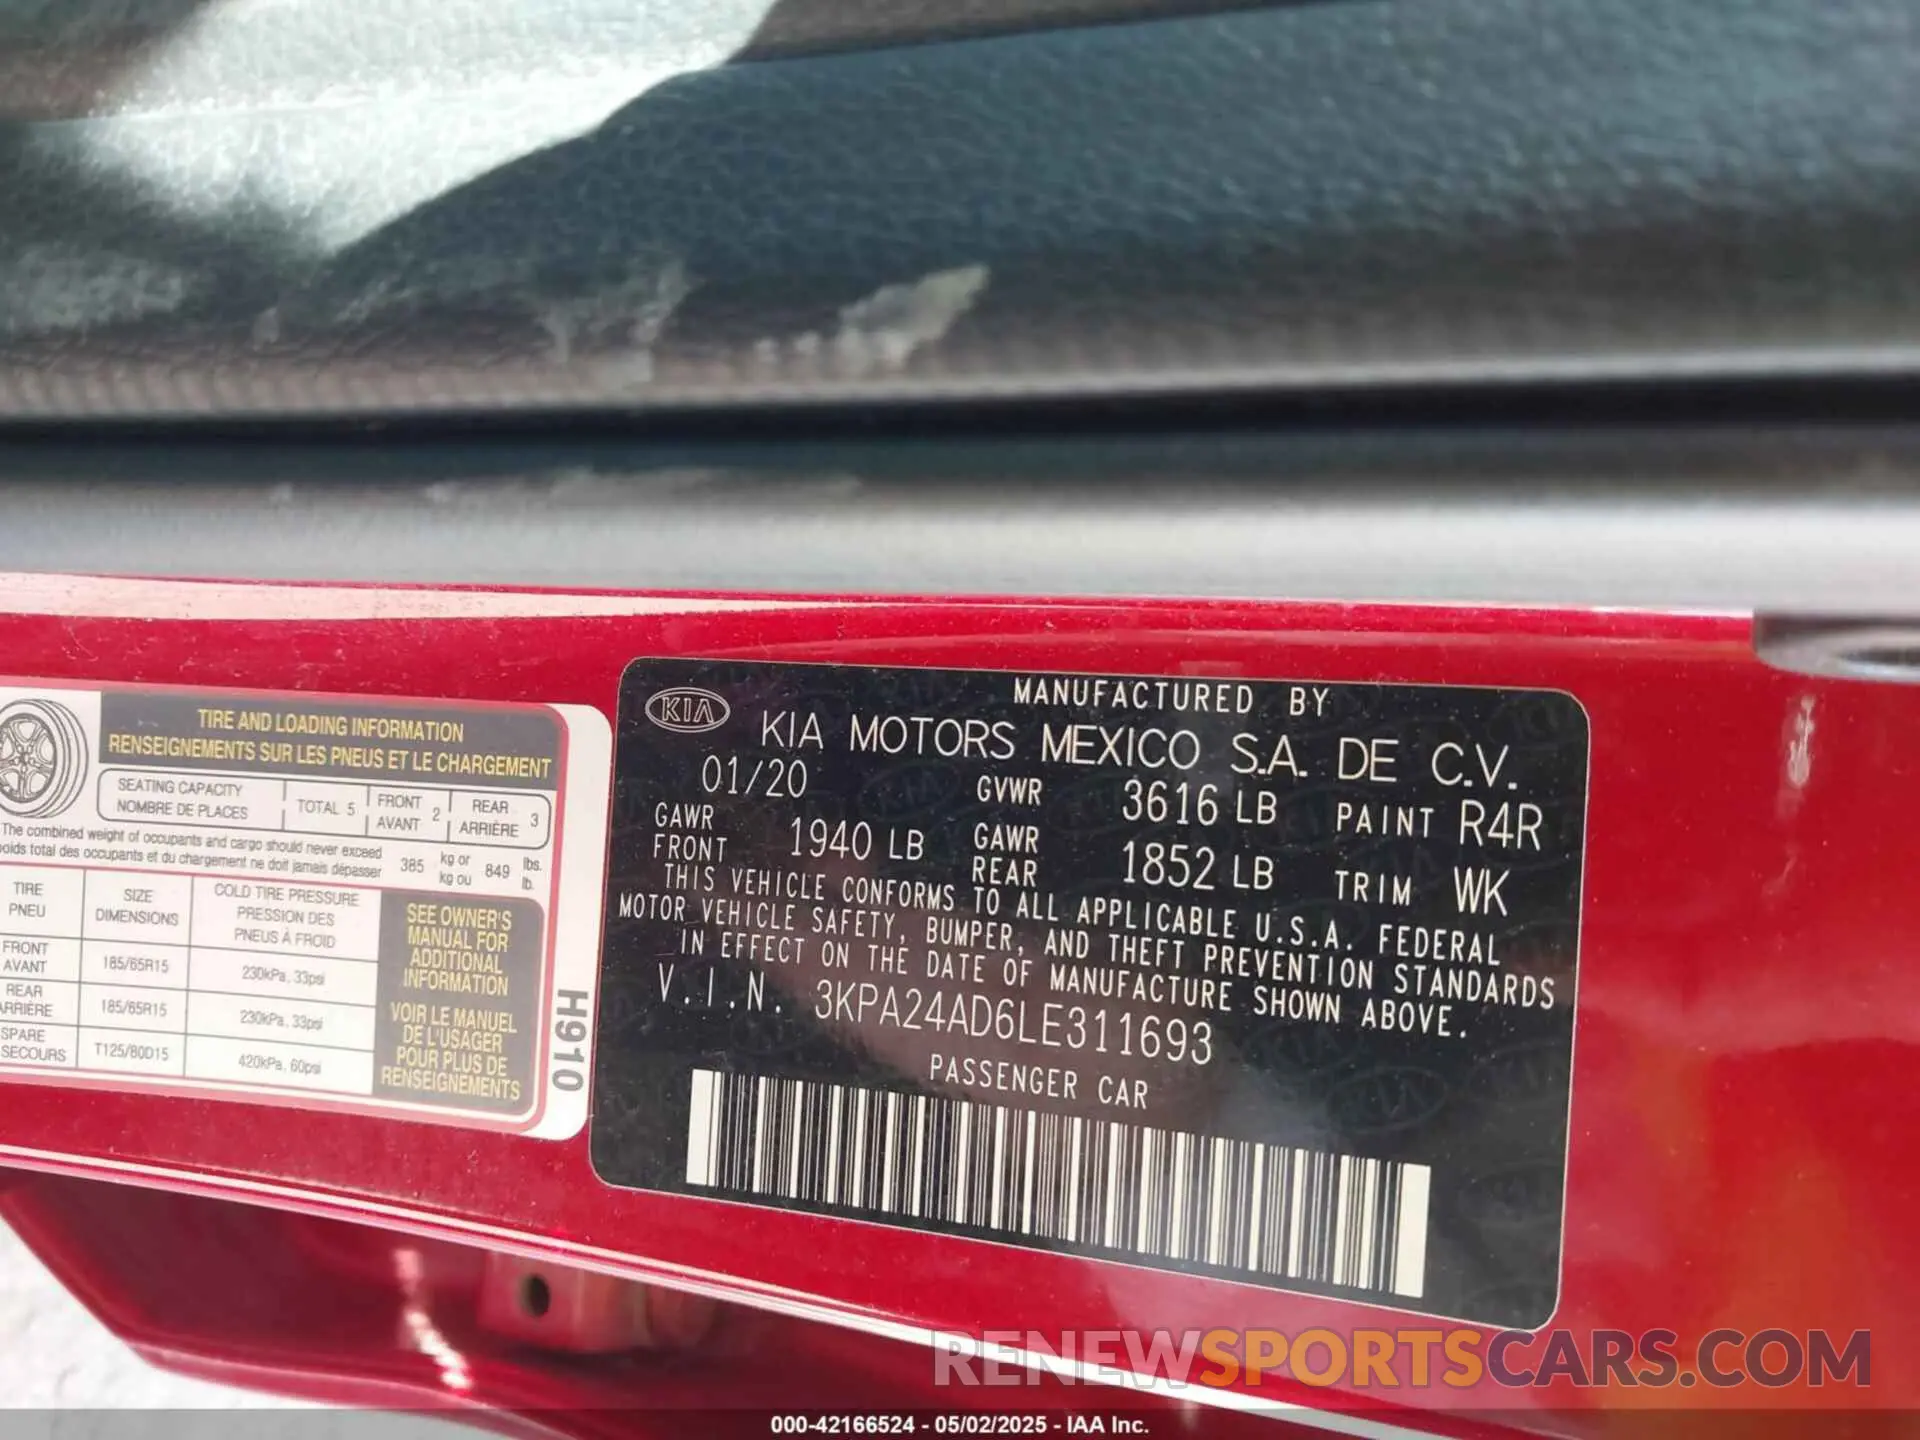 TIRE AND LOADING INFORMATION
RENSEIGNEMENTS SUR LES PNEUS ET LE CHARGEMENT
SEATING CAPACITY
NOMBRE DE PLACES
TOTAL 5
FRONT
AVANT 2
REAR
ARRIÈRE 3
The combined weight of occupants and cargo should never exceed
total des occupants et du chargement ne doit jamais dépasser
385 kg or
kg ou 849 lbs.
lb.
TIRE
PNEU
SIZE
DIMENSIONS
COLD TIRE PRESSURE
PRESSION DES
PNEUS À FROID
FRONT
AVANT
185/65R15
230kPa, 33psi
REAR
ARRIÈRE
185/65R15
230kPa, 33psi
SPARE
SECOURS
T125/80D15
420kPa, 60psi
SEE OWNER'S
MANUAL FOR
ADDITIONAL
INFORMATION
VOIR LE MANUEL
DE L'USAGER
POUR PLUS DE
RENSEIGNEMENTS
H910
KIA
MANUFACTURED BY
KIA MOTORS MEXICO S.A. DE C.V.
01/20 GVWR 3616 LB PAINT R4R
GAWR
FRONT 1940 LB GAWR
REAR 1852 LB TRIM WK
THIS VEHICLE CONFORMS TO ALL APPLICABLE U.S.A. FEDERAL
MOTOR VEHICLE SAFETY, BUMPER, AND THEFT PREVENTION STANDARDS
IN EFFECT ON THE DATE OF MANUFACTURE SHOWN ABOVE.
V.I.N. 3KPA24AD6LE311693
PASSENGER CAR
RENEWSPORTSCARS.COM
000-42166524 - 05/02/2025 - IAA Inc.